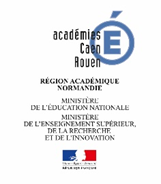 académies
Caen
Rouen
É
RÉGION ACADÉMIQUE
NORMANDIE
MINISTÈRE
DE L'ÉDUCATION NATIONALE
MINISTÈRE
DE L'ENSEIGNEMENT SUPÉRIEUR,
DE LA RECHERCHE
ET DE L'INNOVATION